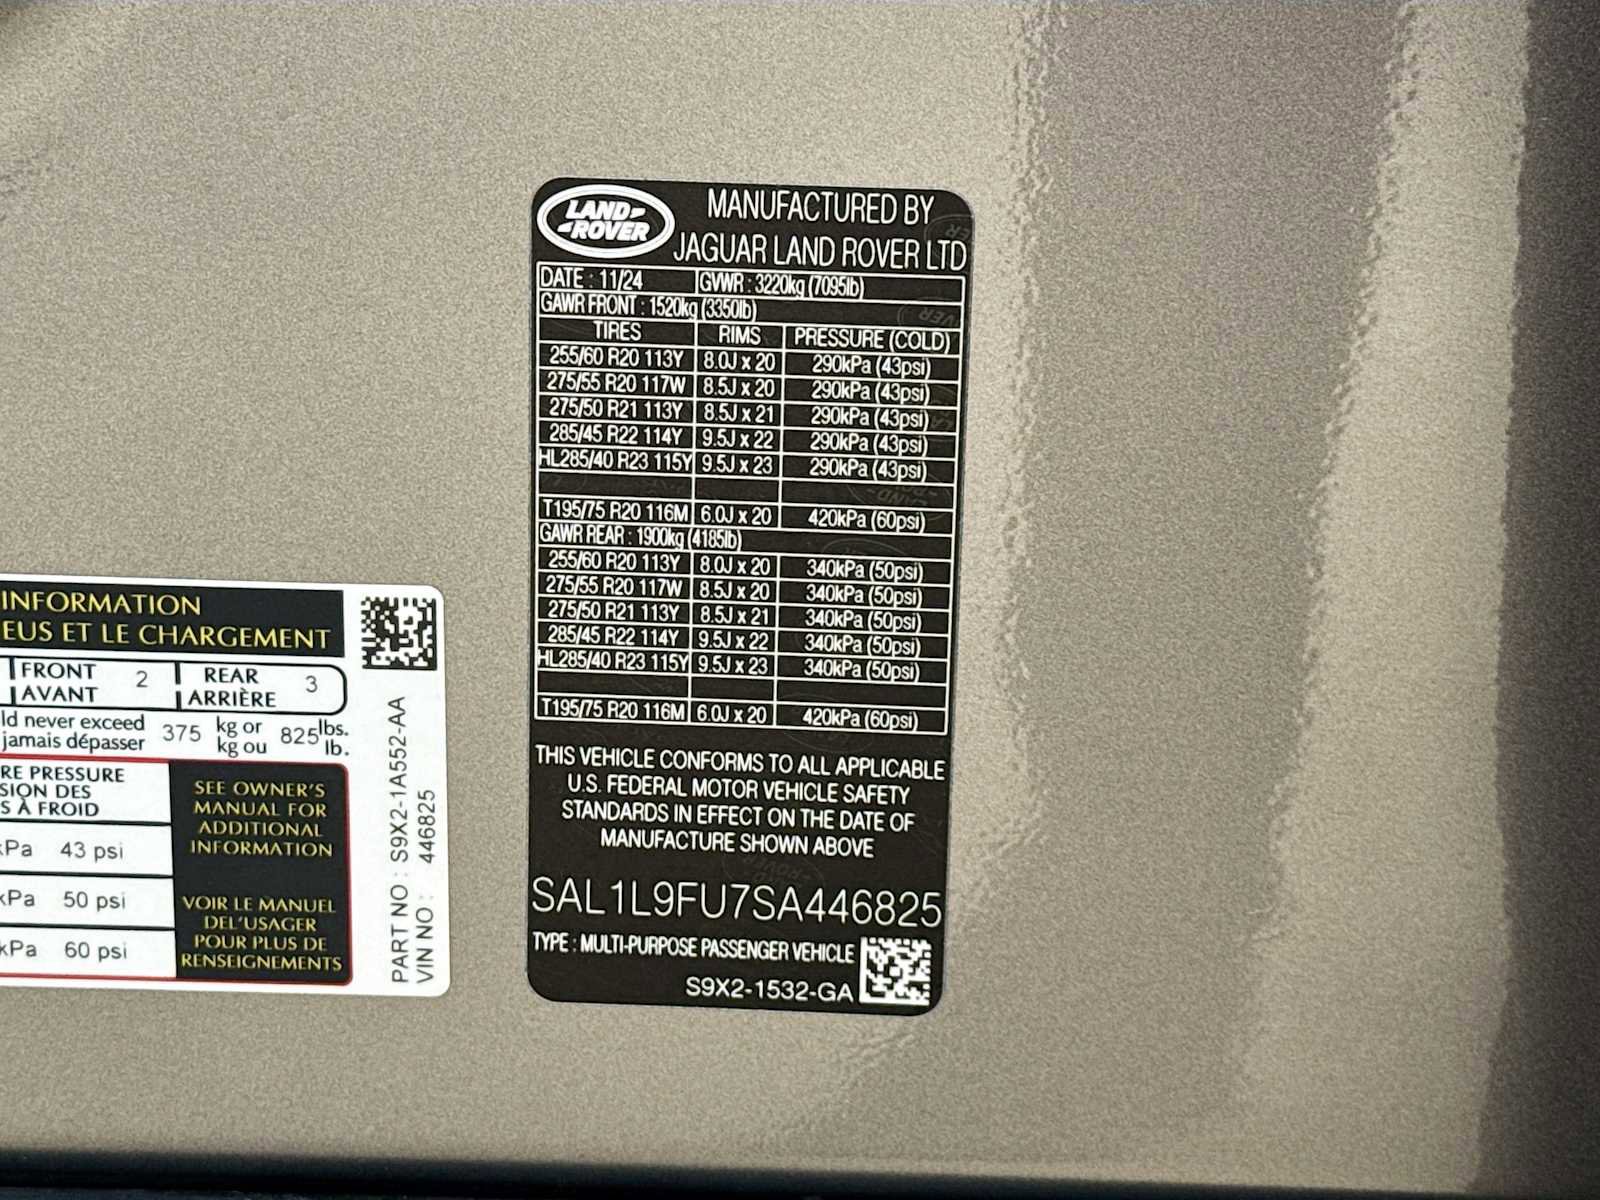 INFORMATION
EUS ET LE CHARGEMENT
FRONT 2 REAR 3
AVANT ARRIÈRE
ld never exceed 375 kg or 825 lbs.
jamais dépasser kg ou lb.
RE PRESSURE
SION DES
S À FROID
kPa 43 psi
kPa 50 psi
kPa 60 psi
SEE OWNER'S
MANUAL FOR
ADDITIONAL
INFORMATION
VOIR LE MANUEL
DEL'USAGER
POUR PLUS DE
RENSEIGNEMENTS
PART NO : S9X2-1A552-AA
VIN NO : 446825
LAND
ROVER
MANUFACTURED BY
JAGUAR LAND ROVER LTD
DATE : 11/24 GVWR : 3220kg (7095lb)
GAWR FRONT : 1520kg (3350lb)
TIRES RIMS PRESSURE (COLD)
255/60 R20 113Y 8.0J x 20 290kPa (43psi)
275/55 R20 117W 8.5J x 20 290kPa (43psi)
275/50 R21 113Y 8.5J x 21 290kPa (43psi)
285/45 R22 114Y 9.5J x 22 290kPa (43psi)
HL285/40 R23 115Y 9.5J x 23 290kPa (43psi)
T195/75 R20 116M 6.0J x 20 420kPa (60psi)
GAWR REAR : 1900kg (4185lb)
255/60 R20 113Y 8.0J x 20 340kPa (50psi)
275/55 R20 117W 8.5J x 20 340kPa (50psi)
275/50 R21 113Y 8.5J x 21 340kPa (50psi)
285/45 R22 114Y 9.5J x 22 340kPa (50psi)
HL285/40 R23 115Y 9.5J x 23 340kPa (50psi)
T195/75 R20 116M 6.0J x 20 420kPa (60psi)
THIS VEHICLE CONFORMS TO ALL APPLICABLE
U.S. FEDERAL MOTOR VEHICLE SAFETY
STANDARDS IN EFFECT ON THE DATE OF
MANUFACTURE SHOWN ABOVE
SAL1L9FU7SA446825
TYPE : MULTI-PURPOSE PASSENGER VEHICLE
S9X2-1532-GA